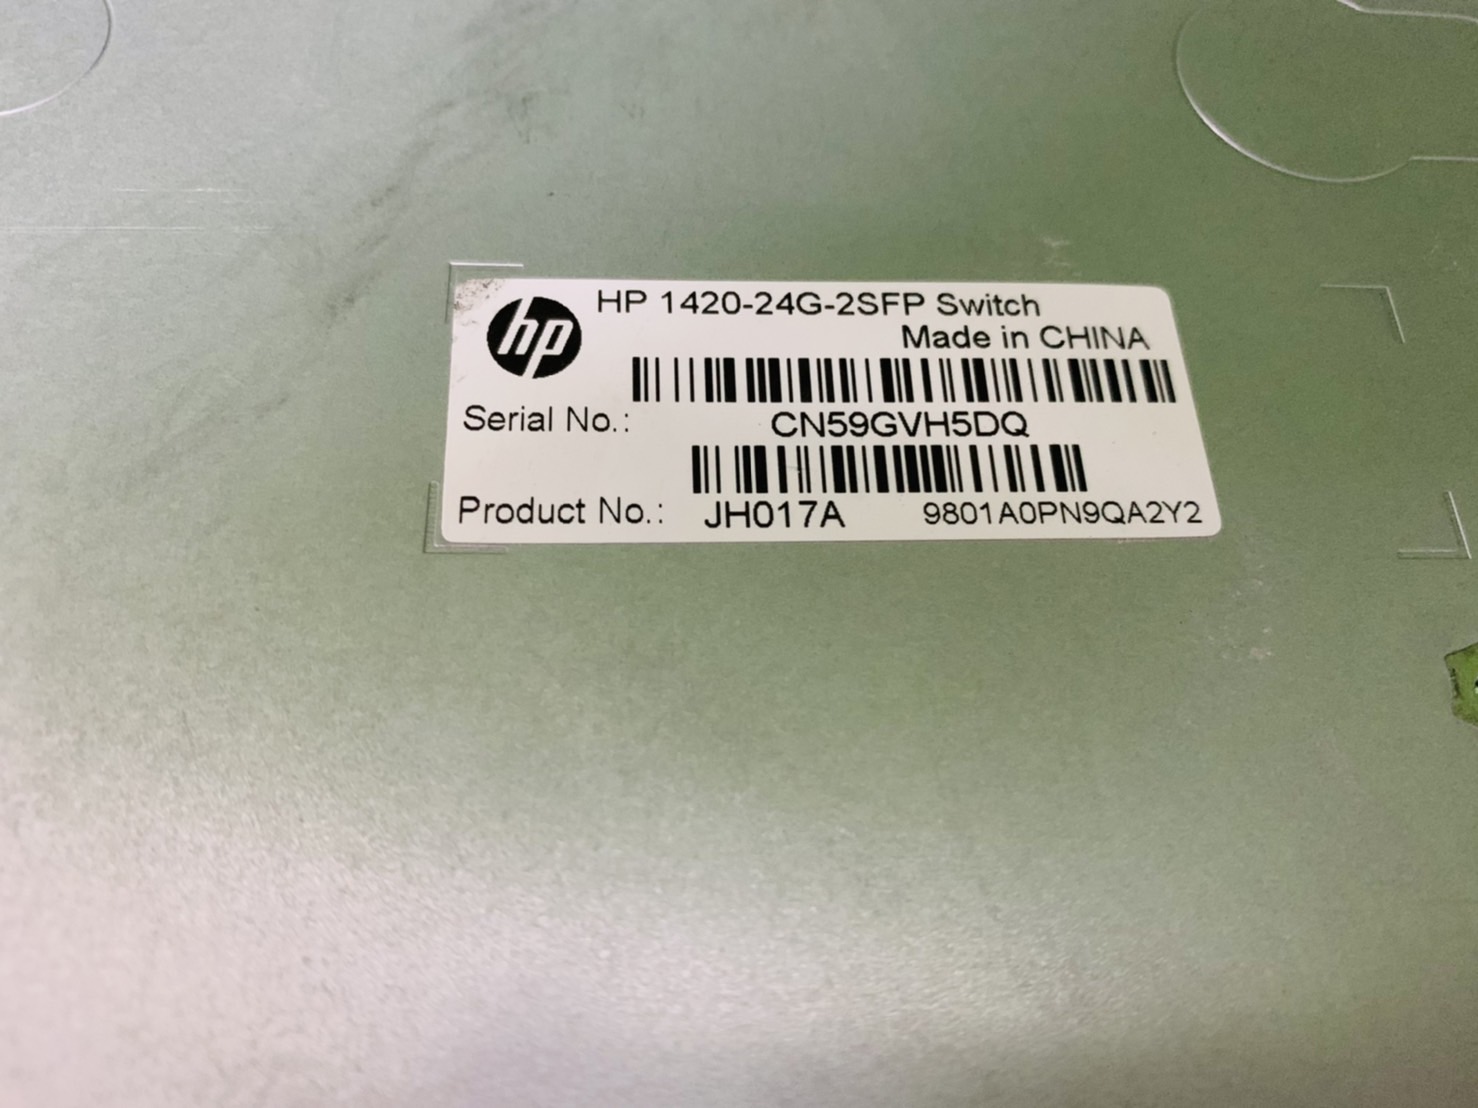 hp
HP 1420-24G-2SFP Switch
Made in CHINA
Serial No.: CN59GVH5DQ
Product No.: JH017A 9801A0PN9QA2Y2